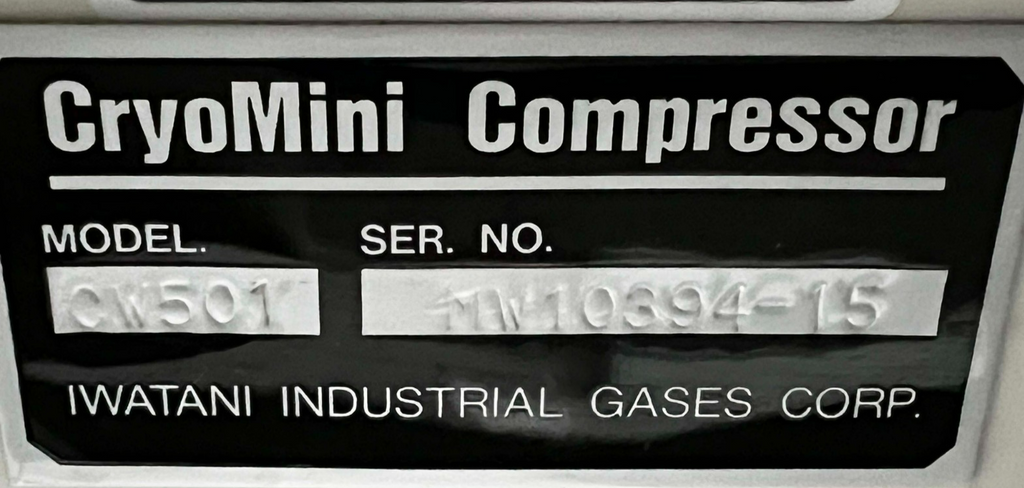 CryoMini Compressor
MODEL. SER. NO.
CW501
IWATANI INDUSTRIAL GASES CORP.